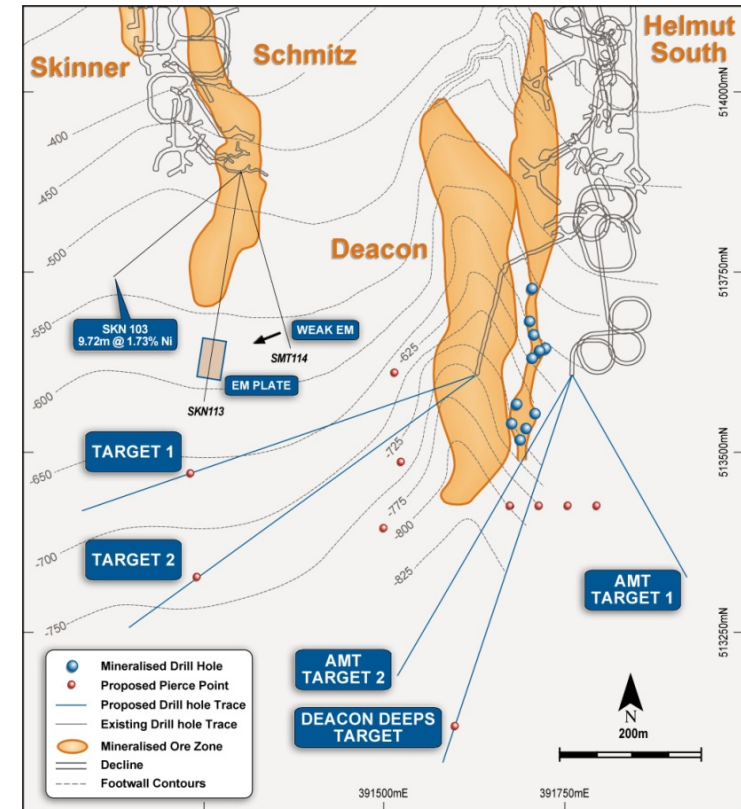 Skinner
Schmitz
Helmut
South
514000mN
-400
-450
-500
Deacon
513750mN
SKN 103
9.72m @ 1.73% Ni
WEAK EM
-550
SMT114
-625
EM PLATE
-600
SKN113
TARGET 1
-725
513500mN
-650
-775
-800
TARGET 2
-700
-825
AMT
TARGET 1
-750
513250mN
AMT
TARGET 2
DEACON DEEPS
TARGET
Mineralised Drill Hole
Proposed Pierce Point
Proposed Drill hole Trace
Existing Drill hole Trace
Mineralised Ore Zone
Decline
Footwall Contours
N
200m
391500mE
391750mE